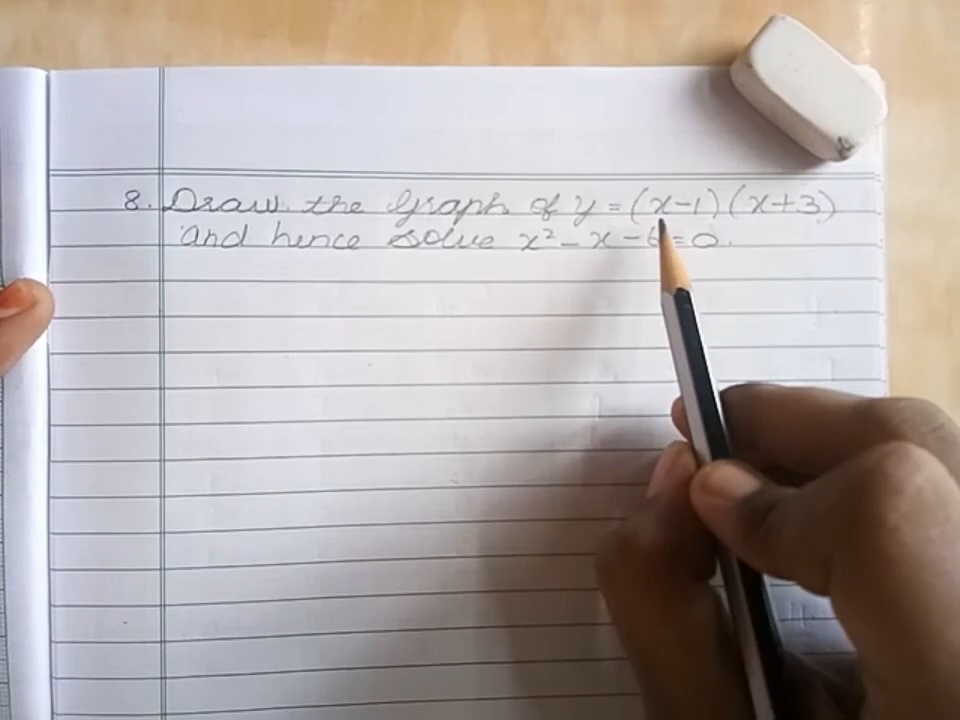 8. Draw the Graph of y = (x-1)(x+3)
and hence solve x² - x - 6 = 0.